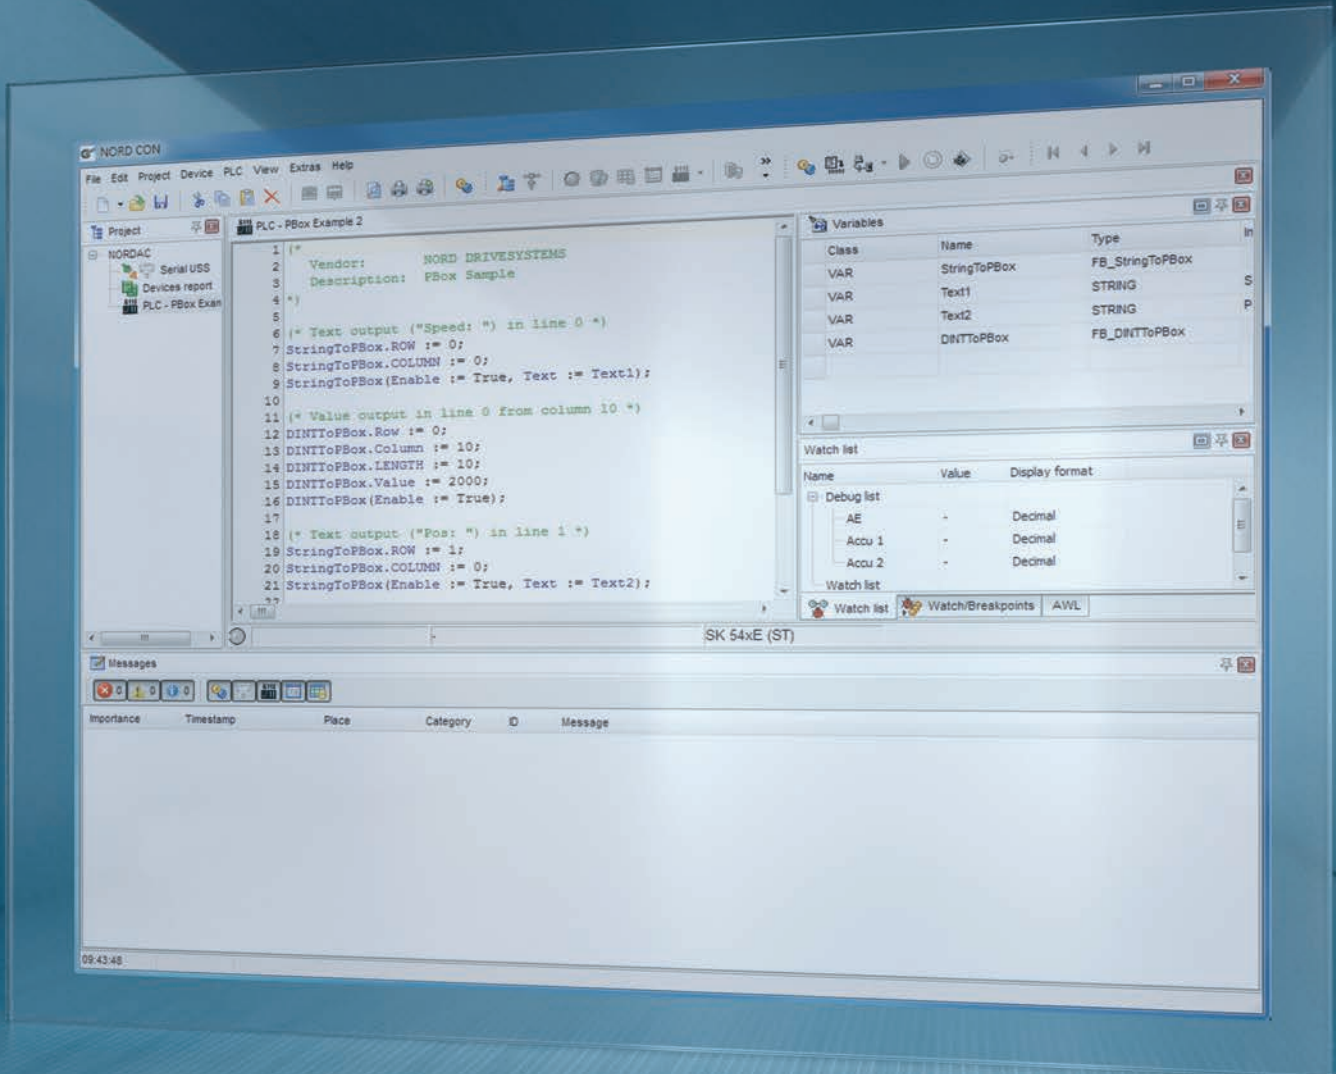 NORD CON
File Edit Project Device PLC View Extras Help
Project
NORDAC
Serial USS
Devices report
PLC - PBox Exan
PLC - PBox Example 2
1 (*
2 Vendor: NORD DRIVESYSTEMS
3 Description: PBox Sample
4 *)
5
6 (* Text output ("Speed: ") in line 0 *)
7 StringToPBox.ROW := 0;
8 StringToPBox.COLUMN := 0;
9 StringToPBox(Enable := True, Text := Text1);
10
11 (* Value output in line 0 from column 10 *)
12 DINTToPBox.Row := 0;
13 DINTToPBox.Column := 10;
14 DINTToPBox.LENGTH := 10;
15 DINTToPBox.Value := 2000;
16 DINTToPBox(Enable := True);
17
18 (* Text output ("Pos: ") in line 1 *)
19 StringToPBox.ROW := 1;
20 StringToPBox.COLUMN := 0;
21 StringToPBox(Enable := True, Text := Text2);
22
SK 54xE (ST)
Variables
Class Name Type In
VAR StringToPBox FB_StringToPBox
VAR Text1 STRING S
VAR Text2 STRING P
VAR DINTToPBox FB_DINTToPBox
Watch list
Name Value Display format
Debug list
AE - Decimal
Accu 1 - Decimal
Accu 2 - Decimal
Watch list
Watch list Watch/Breakpoints AWL
Messages
0 0 0
Importance Timestamp Place Category ID Message
09:43:48